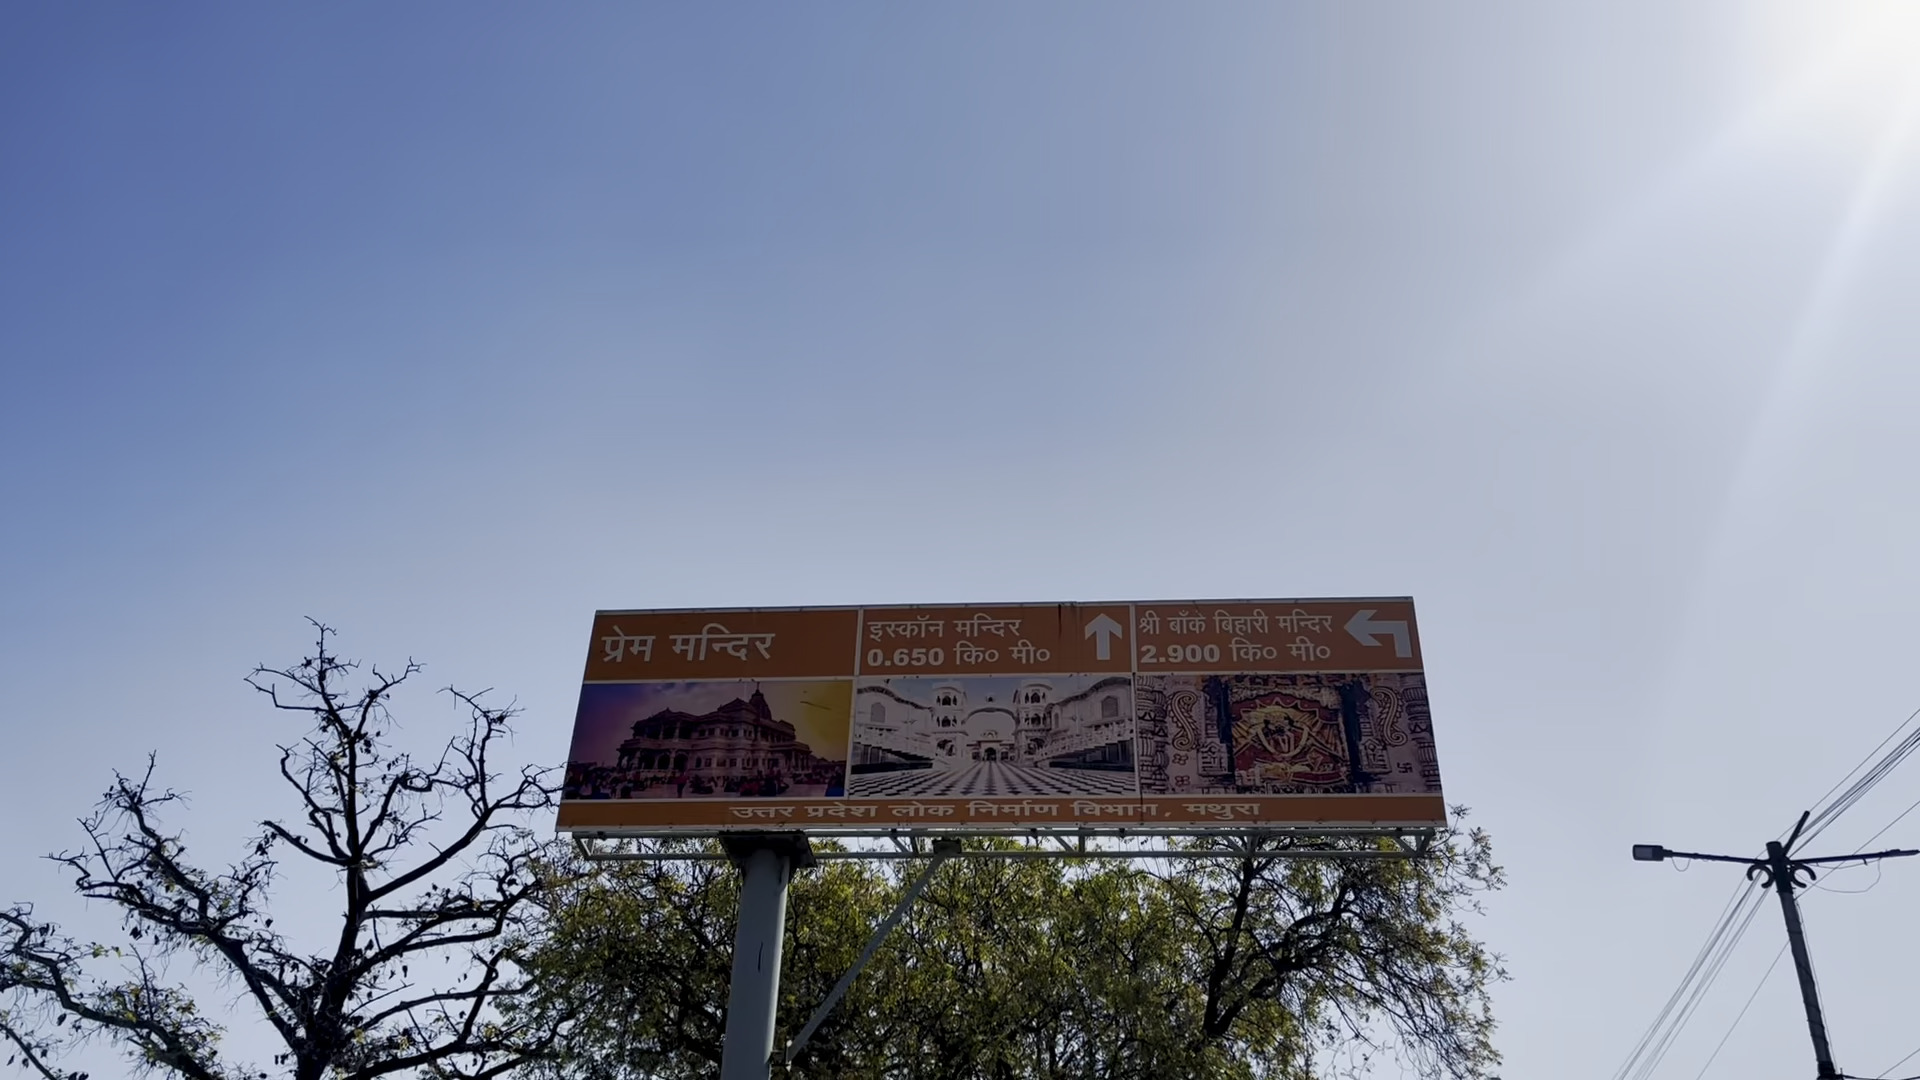 प्रेम मन्दिर
इस्कॉन मन्दिर
0.650 कि० मी०
श्री बाँके बिहारी मन्दिर
2.900 कि० मी०
उत्तर प्रदेश लोक निर्माण विभाग, मथुरा